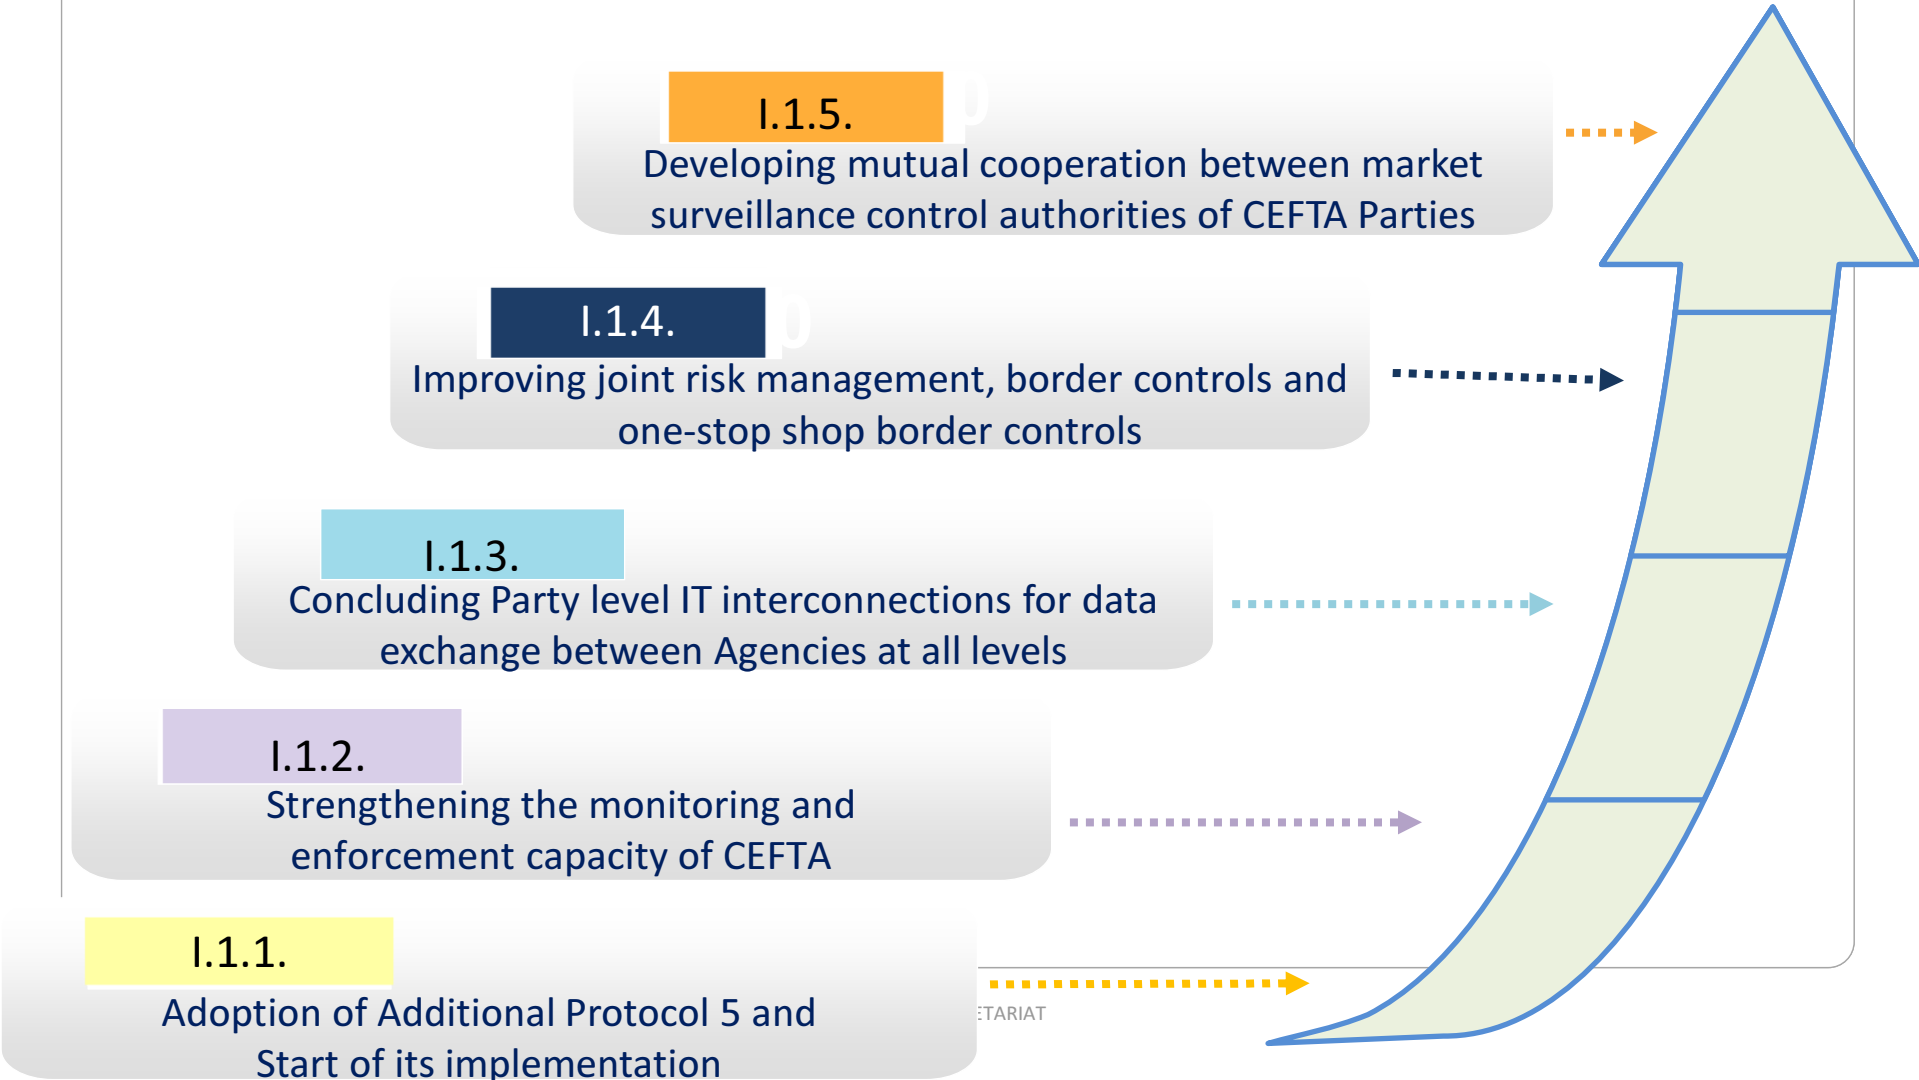 I.1.5.
Developing mutual cooperation between market
surveillance control authorities of CEFTA Parties
I.1.4.
Improving joint risk management, border controls and
one-stop shop border controls
I.1.3.
Concluding Party level IT interconnections for data
exchange between Agencies at all levels
I.1.2.
Strengthening the monitoring and
enforcement capacity of CEFTA
I.1.1.
Adoption of Additional Protocol 5 and
Start of its implementation
ETARIAT